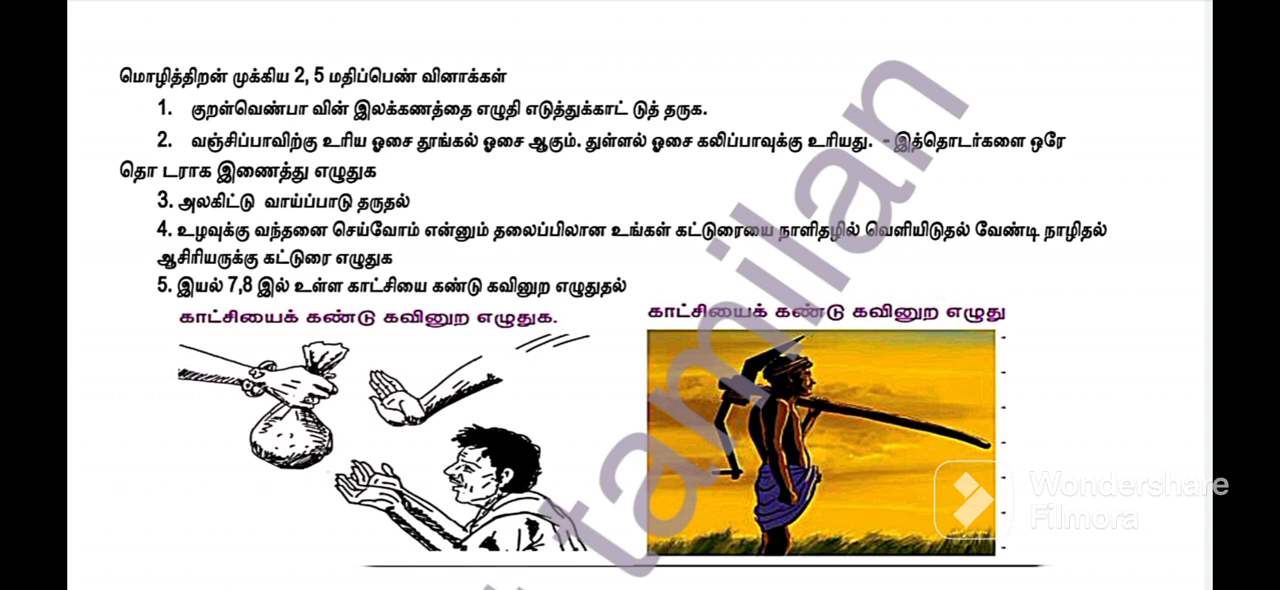 மொழித்திறன் முக்கிய 2, 5 மதிப்பெண் வினாக்கள்
1. குறள்வெண்பா வின் இலக்கணத்தை எழுதி எடுத்துக்காட் டுத் தருக.
2. வஞ்சிப்பாவிற்கு உரிய ஓசை தூங்கல் ஓசை ஆகும். துள்ளல் ஓசை கலிப்பாவுக்கு உரியது. - இத்தொடர்களை ஒரே
தொ டராக இணைத்து எழுதுக
3. அலகிட்டு வாய்ப்பாடு தருதல்
4. உழவுக்கு வந்தனை செய்வோம் என்னும் தலைப்பிலான உங்கள் கட்டுரையை நாளிதழில் வெளியிடுதல் வேண்டி நாழிதல்
ஆசிரியருக்கு கட்டுரை எழுதுக
5. இயல் 7,8 இல் உள்ள காட்சியை கண்டு கவினுற எழுதுதல்
காட்சியைக் கண்டு கவினுற எழுதுக.
காட்சியைக் கண்டு கவினுற எழுது
tamilan
Wondershare
Filmora